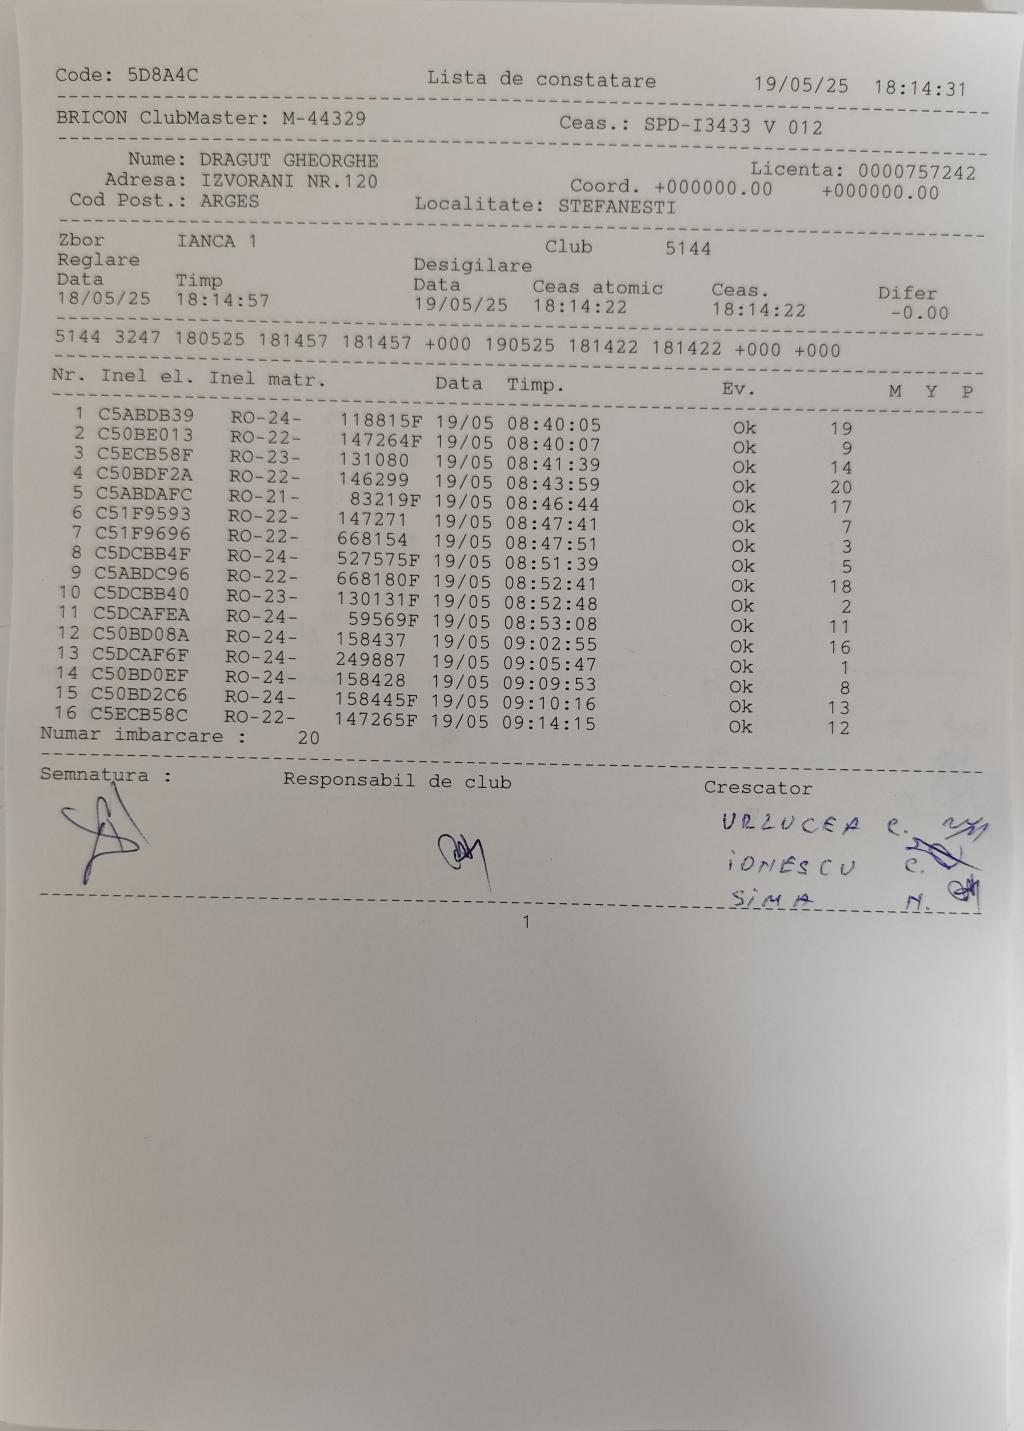 Code: 5D8A4C Lista de constatare 19/05/25 18:14:31
BRICON ClubMaster: M-44329 Ceas.: SPD-I3433 V 012
Nume: DRAGUT GHEORGHE Licenta: 0000757242
Adresa: IZVORANI NR.120 Coord. +000000.00 +000000.00
Cod Post.: ARGES Localitate: STEFANESTI
Zbor IANCA 1 Club 5144
Reglare Desigilare
Data Timp Data Ceas atomic Ceas. Difer
18/05/25 18:14:57 19/05/25 18:14:22 18:14:22 -0.00
5144 3247 180525 181457 181457 +000 190525 181422 181422 +000 +000
Nr. Inel el. Inel matr. Data Timp. Ev. M Y P
1 C5ABDB39 RO-24- 118815F 19/05 08:40:05 Ok 19
2 C50BE013 RO-22- 147264F 19/05 08:40:07 Ok 9
3 C5ECB58F RO-23- 131080 19/05 08:41:39 Ok 14
4 C50BDF2A RO-22- 146299 19/05 08:43:59 Ok 20
5 C5ABDAFC RO-21- 83219F 19/05 08:46:44 Ok 17
6 C51F9593 RO-22- 147271 19/05 08:47:41 Ok 7
7 C51F9696 RO-22- 668154 19/05 08:47:51 Ok 3
8 C5DCBB4F RO-24- 527575F 19/05 08:51:39 Ok 5
9 C5ABDC96 RO-22- 668180F 19/05 08:52:41 Ok 18
10 C5DCBB40 RO-23- 130131F 19/05 08:52:48 Ok 2
11 C5DCAFEA RO-24- 59569F 19/05 08:53:08 Ok 11
12 C50BD08A RO-24- 158437 19/05 09:02:55 Ok 16
13 C5DCAF6F RO-24- 249887 19/05 09:05:47 Ok 1
14 C50BD0EF RO-24- 158428 19/05 09:09:53 Ok 8
15 C50BD2C6 RO-24- 158445F 19/05 09:10:16 Ok 13
16 C5ECB58C RO-22- 147265F 19/05 09:14:15 Ok 12
Numar imbarcare : 20
Semnatura : Responsabil de club Crescator
URLUCEA C.
IONESCU C.
SIMA N.
1